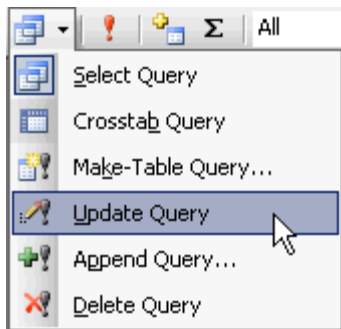 All
Select Query
Crosstab Query
Make-Table Query...
Update Query
Append Query...
Delete Query